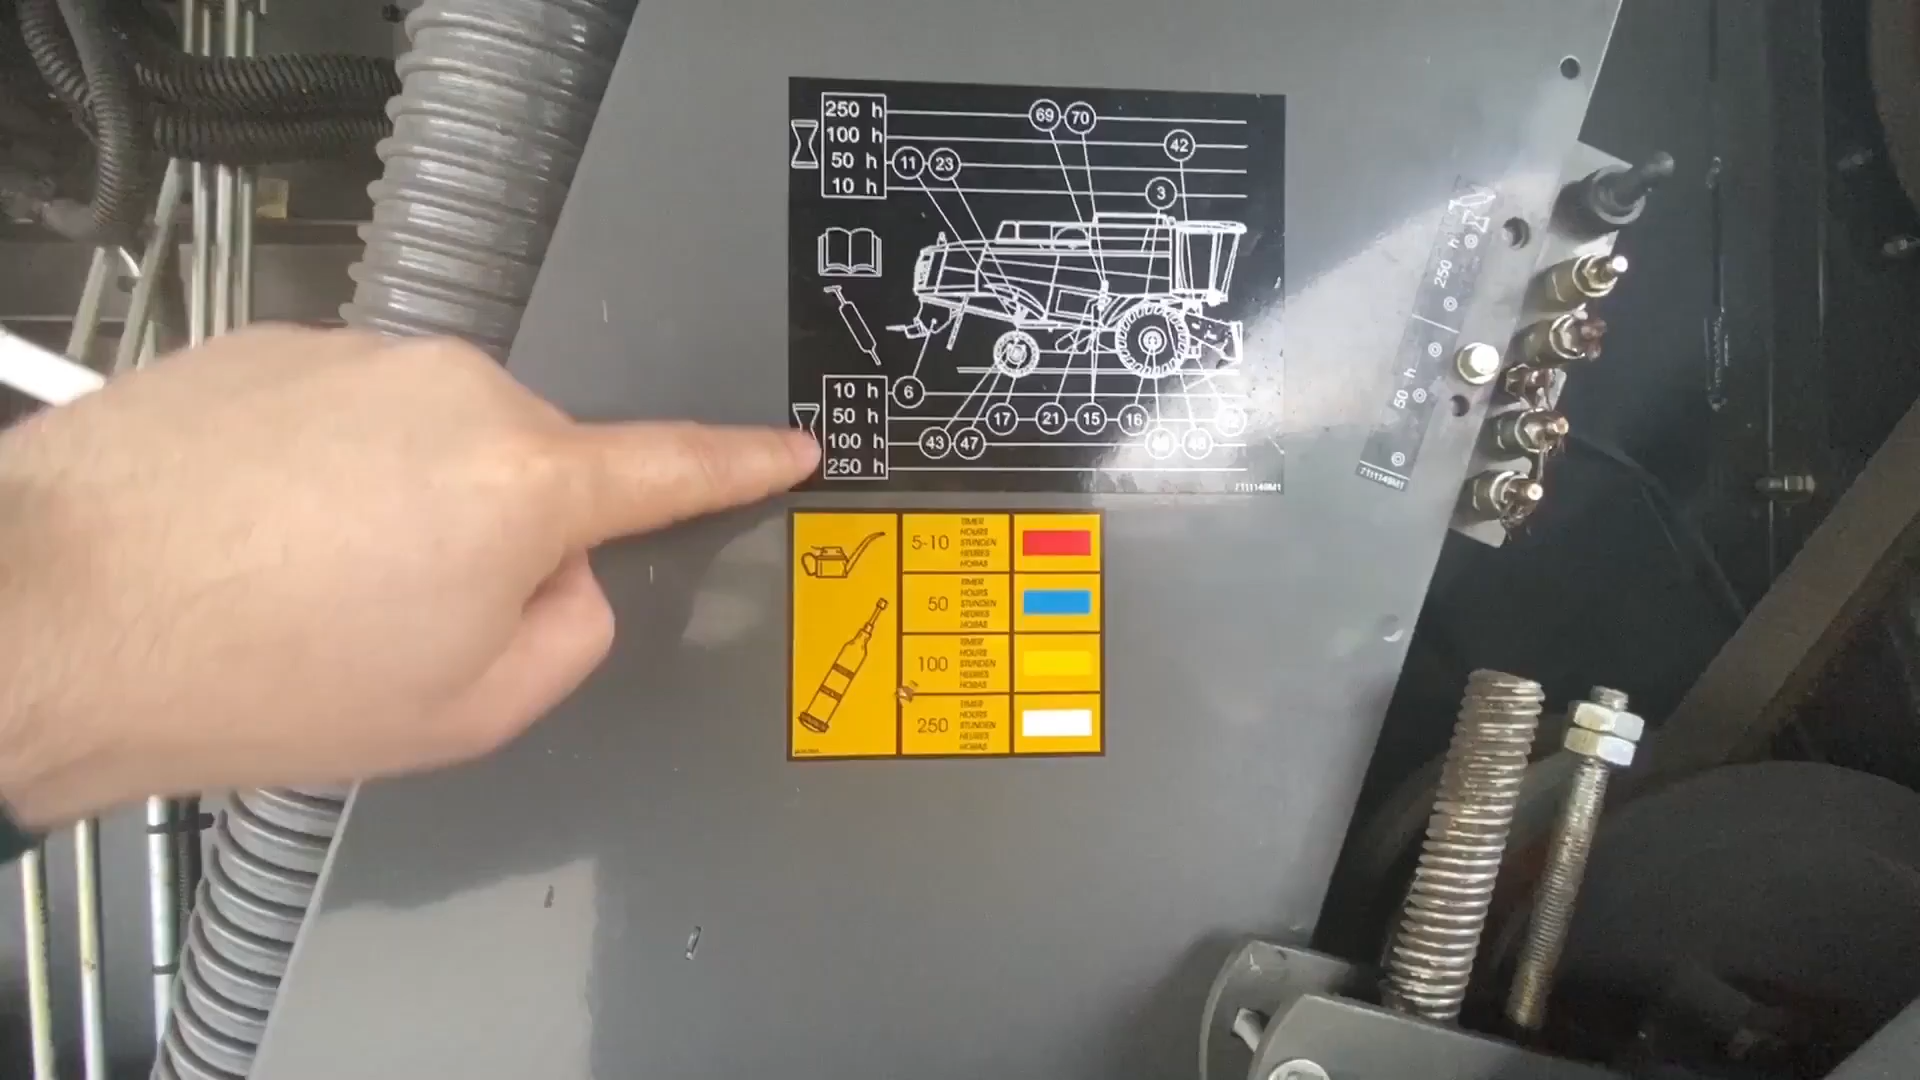 250 h
100 h
50 h
10 h
69 70
42
11 23
3
10 h
50 h
100 h
250 h
6
17 21 15 16
43 47
7111148M1
5-10 TIMER HOURS STUNDEN HEURES HORAS
50 TIMER HOURS STUNDEN HEURES HORAS
100 TIMER HOURS STUNDEN HEURES HORAS
250 TIMER HOURS STUNDEN HEURES HORAS
250 h
50 h
7111149M1